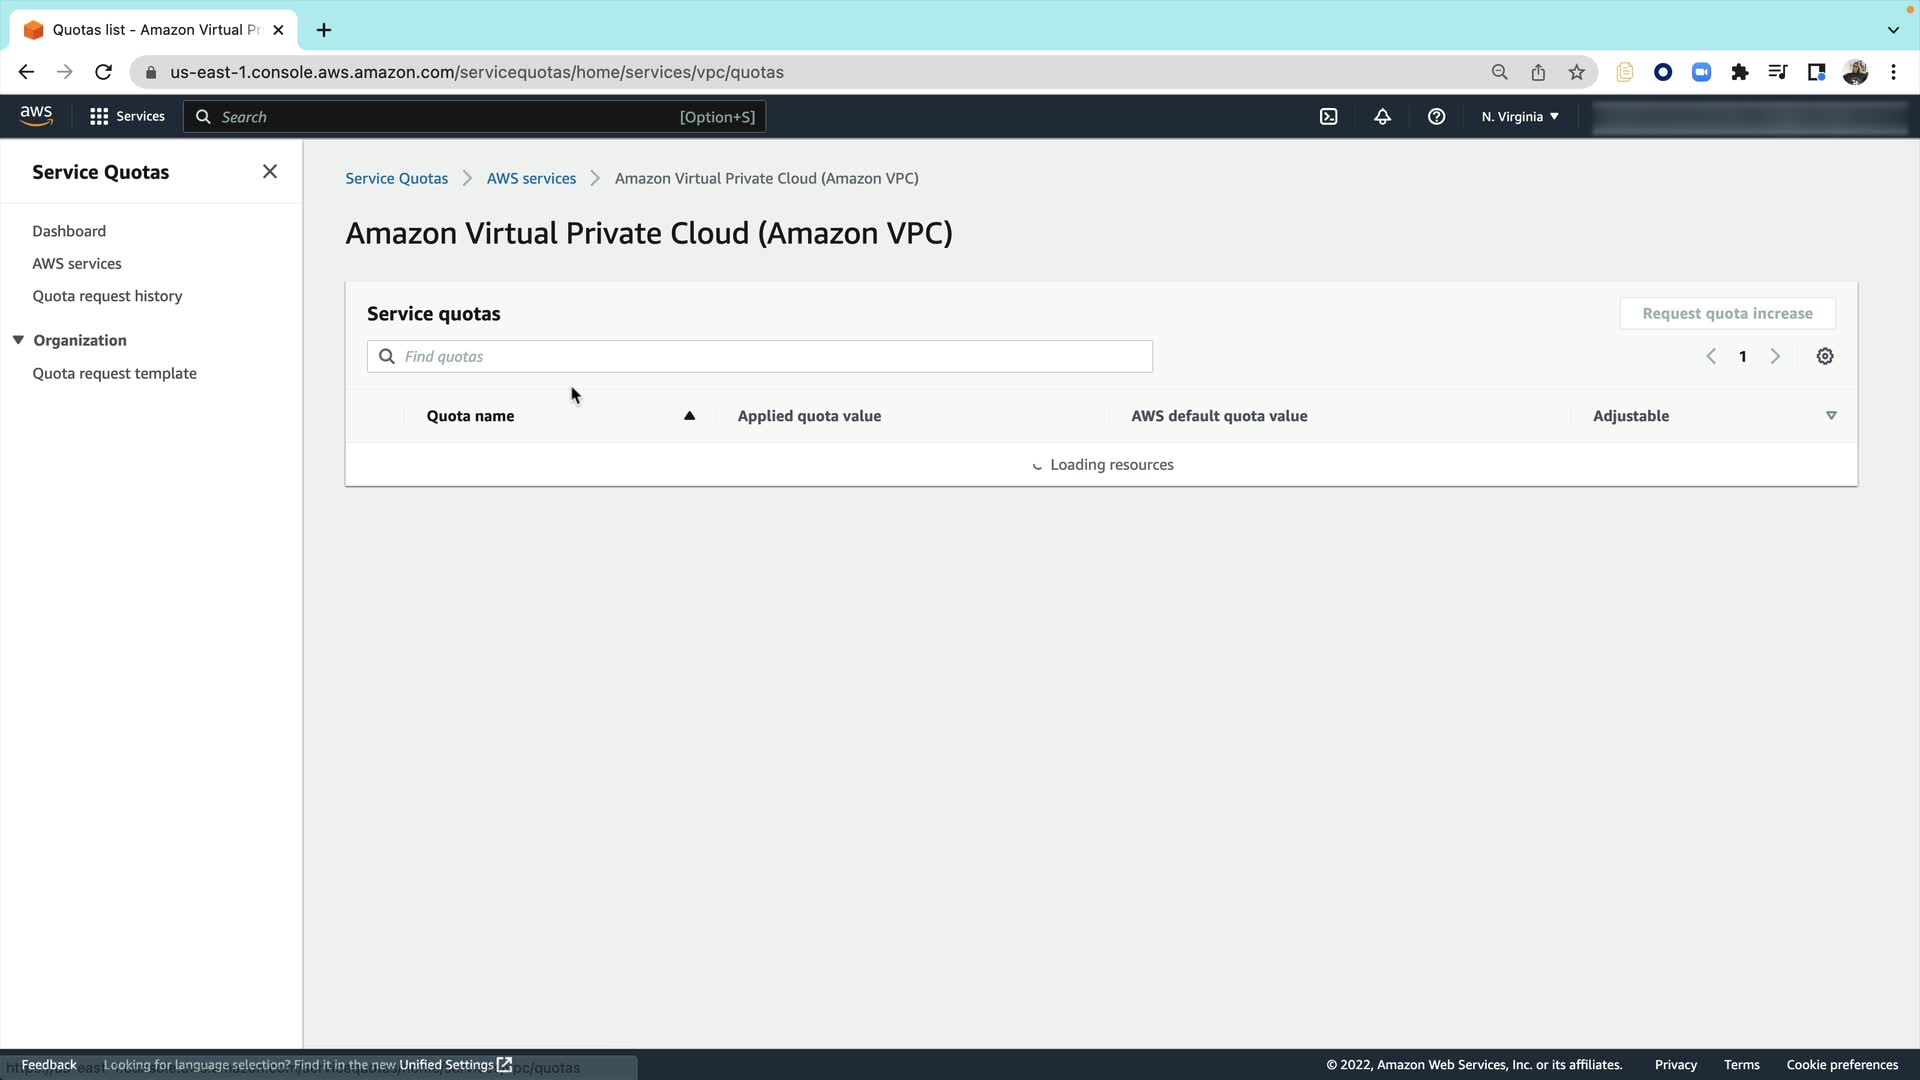 Quotas list - Amazon Virtual Pr
us-east-1.console.aws.amazon.com/servicequotas/home/services/vpc/quotas
aws
Services
Search
[Option+S]
N. Virginia
Service Quotas
Dashboard
AWS services
Quota request history
Organization
Quota request template
Service Quotas > AWS services > Amazon Virtual Private Cloud (Amazon VPC)
Amazon Virtual Private Cloud (Amazon VPC)
Service quotas
Request quota increase
Find quotas
1
Quota name
Applied quota value
AWS default quota value
Adjustable
Loading resources
Feedback
Looking for language selection? Find it in the new Unified Settings
© 2022, Amazon Web Services, Inc. or its affiliates.
Privacy
Terms
Cookie preferences